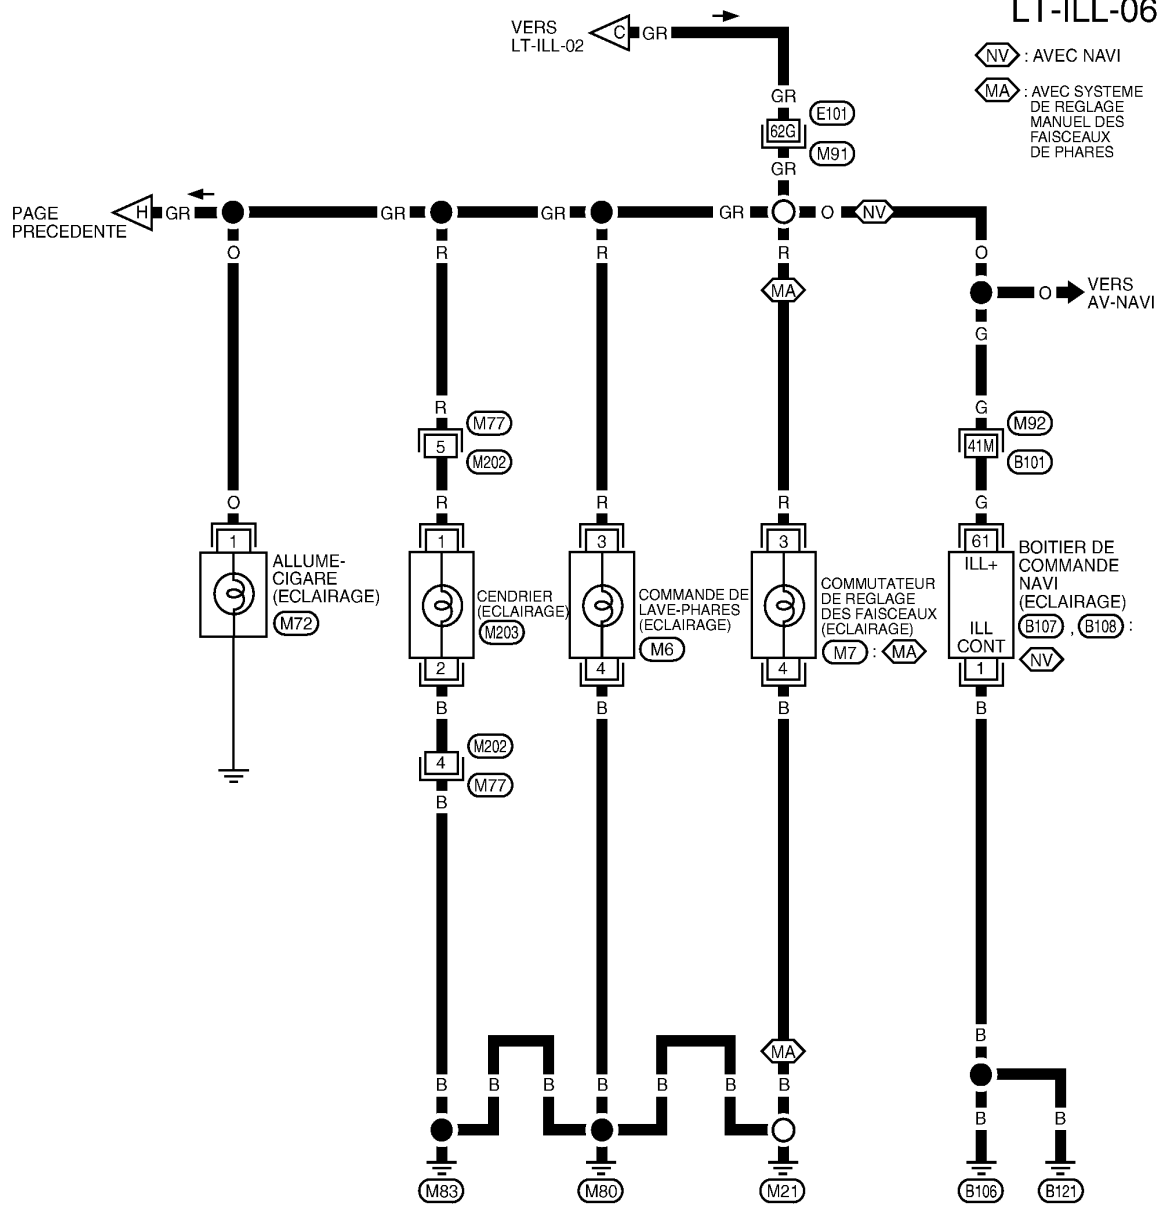 LT-ILL-06
VERS
LT-ILL-02
C
GR
NV : AVEC NAVI
MA : AVEC SYSTEME
DE REGLAGE
MANUEL DES
FAISCEAUX
DE PHARES
GR
62G
E101
M91
GR
PAGE
PRECEDENTE
H
GR
GR
GR
GR
O
NV
O
R
R
R
O
MA
O
VERS
AV-NAVI
G
R
G
M77
5
M202
M92
41M
B101
O
R
R
R
G
1
1
3
3
61
ALLUME-
CIGARE
(ECLAIRAGE)
M72
CENDRIER
(ECLAIRAGE)
M203
COMMANDE DE
LAVE-PHARES
(ECLAIRAGE)
M6
COMMUTATEUR
DE REGLAGE
DES FAISCEAUX
(ECLAIRAGE)
M7 : MA
ILL+
ILL
CONT
BOITIER DE
COMMANDE
NAVI
(ECLAIRAGE)
B107 , B108 :
NV
2
4
4
1
B
B
B
B
M202
4
M77
B
MA
B
B
B
B
B
B
B
B
B
B
M83
M80
M21
B106
B121